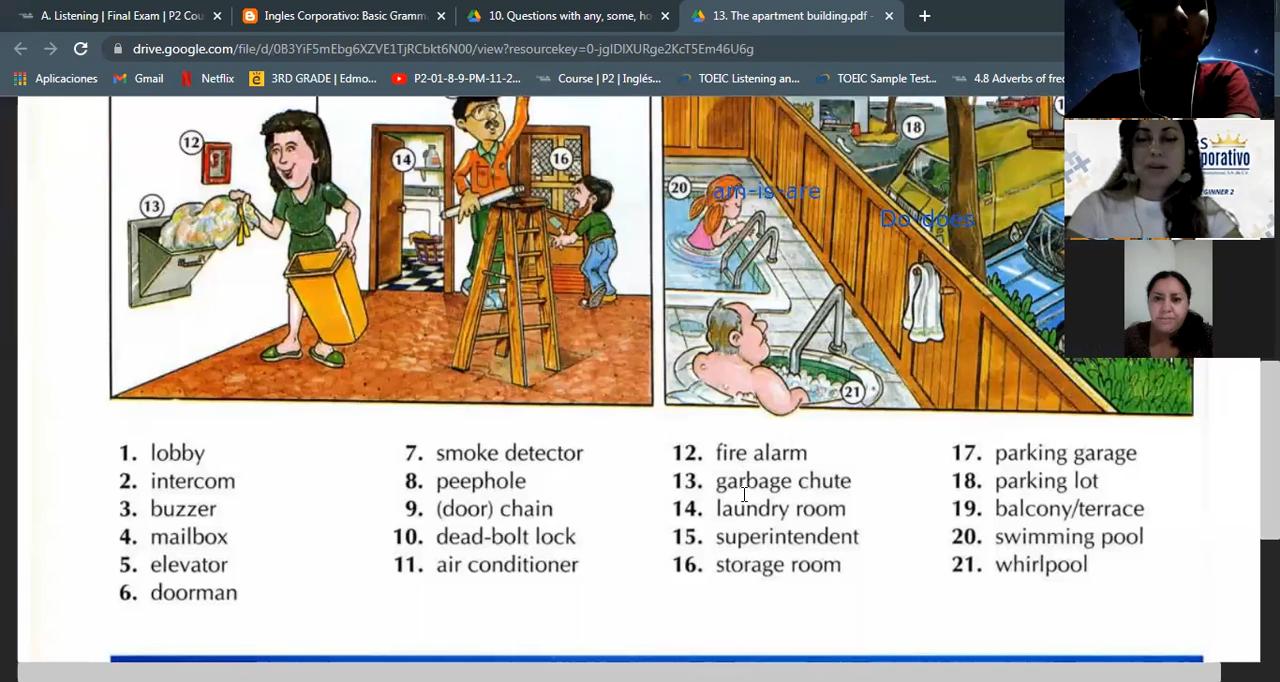 A. Listening | Final Exam | P2 Cou
Ingles Corporativo: Basic Gramm
10. Questions with any, some, ho
13. The apartment building.pdf -
drive.google.com/file/d/0B3YiF5mEbg6XZVE1TjRCbkt6N00/view?resourcekey=0-jgIDlXURge2KcT5Em46U6g
Aplicaciones
Gmail
Netflix
3RD GRADE | Edmo...
P2-01-8-9-PM-11-2...
Course | P2 | Inglés...
TOEIC Listening an...
TOEIC Sample Test...
4.8 Adverbs of freq
12
13
14
16
18
20
21
am-is-are
Do-does
porativo
GINNER 2
1. lobby
2. intercom
3. buzzer
4. mailbox
5. elevator
6. doorman
7. smoke detector
8. peephole
9. (door) chain
10. dead-bolt lock
11. air conditioner
12. fire alarm
13. garbage chute
14. laundry room
15. superintendent
16. storage room
17. parking garage
18. parking lot
19. balcony/terrace
20. swimming pool
21. whirlpool